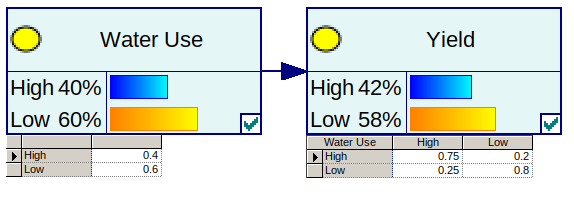 Water Use
High 40%
Low 60%
High 0.4
Low 0.6
Yield
High 42%
Low 58%
Water Use High Low
High 0.75 0.2
Low 0.25 0.8